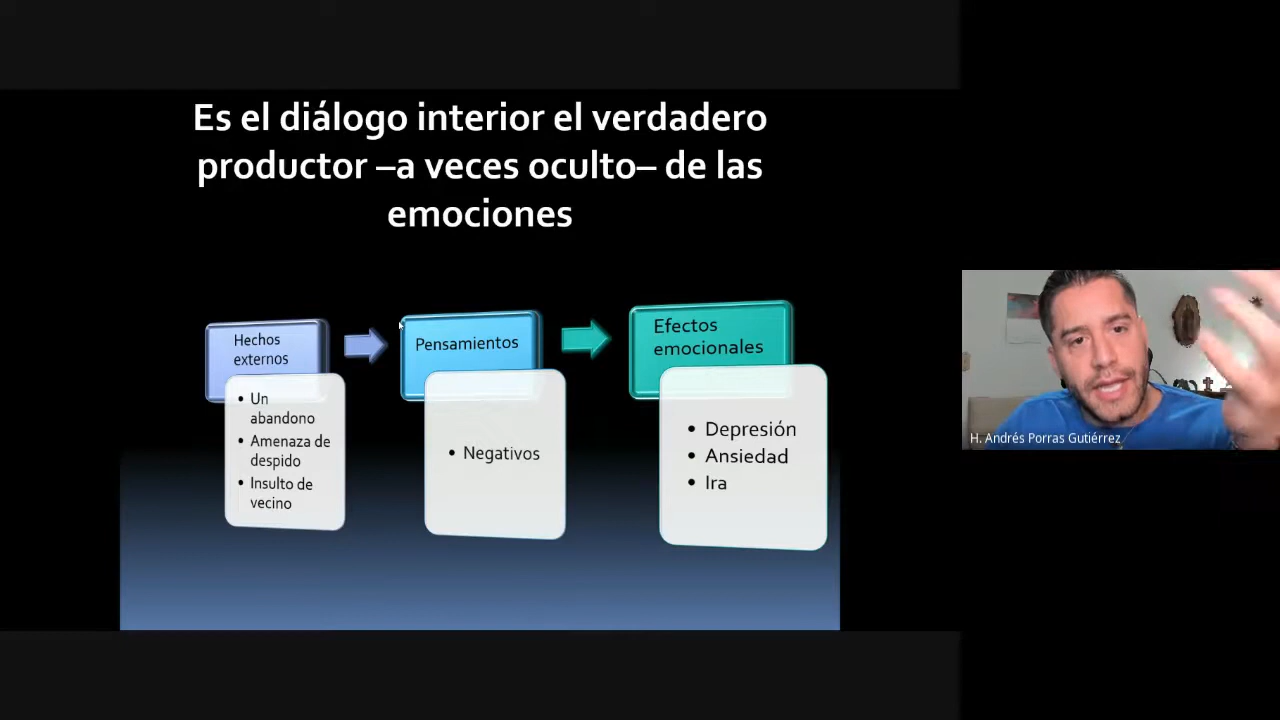 Es el diálogo interior el verdadero
productor –a veces oculto– de las
emociones
Hechos
externos
• Un
abandono
• Amenaza de
despido
• Insulto de
vecino
Pensamientos
• Negativos
Efectos
emocionales
• Depresión
• Ansiedad
• Ira
H. Andrés Porras Gutiérrez